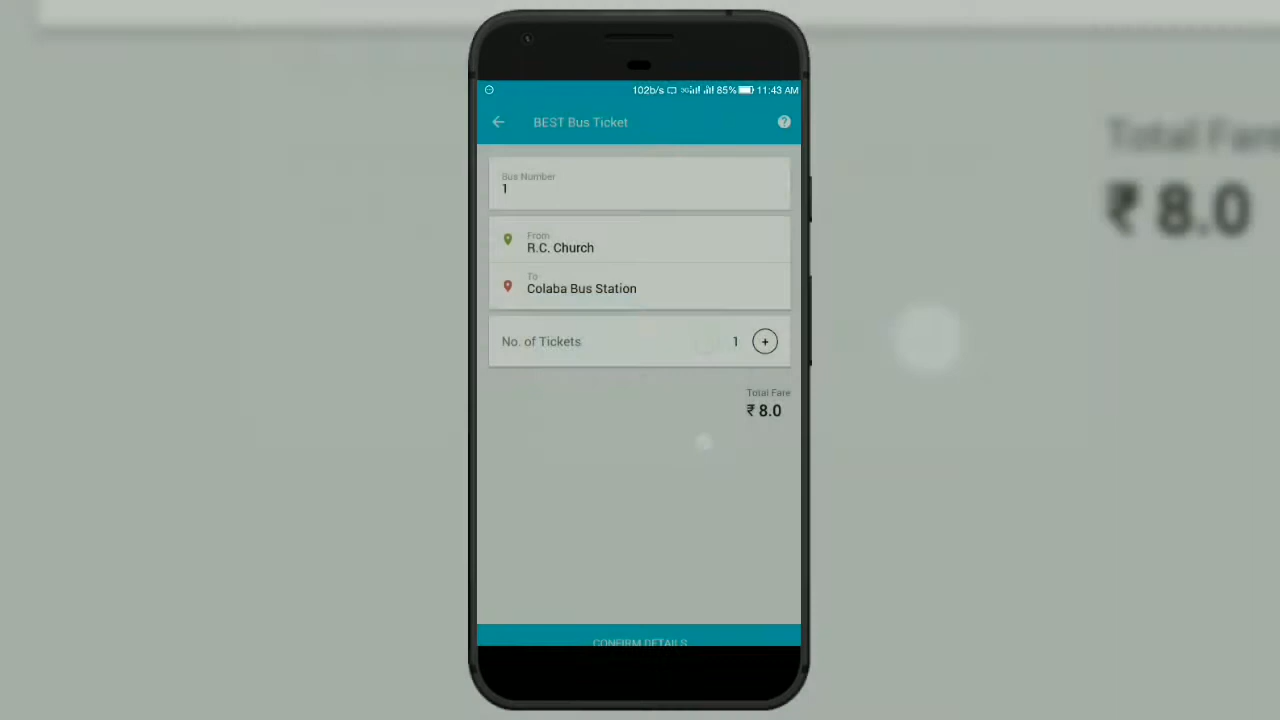 102b/s 85% 11:43 AM
BEST Bus Ticket
?
Bus Number
1
From
R.C. Church
To
Colaba Bus Station
No. of Tickets 1 +
Total Fare
₹ 8.0
CONFIRM DETAILS
Total Fare
₹ 8.0